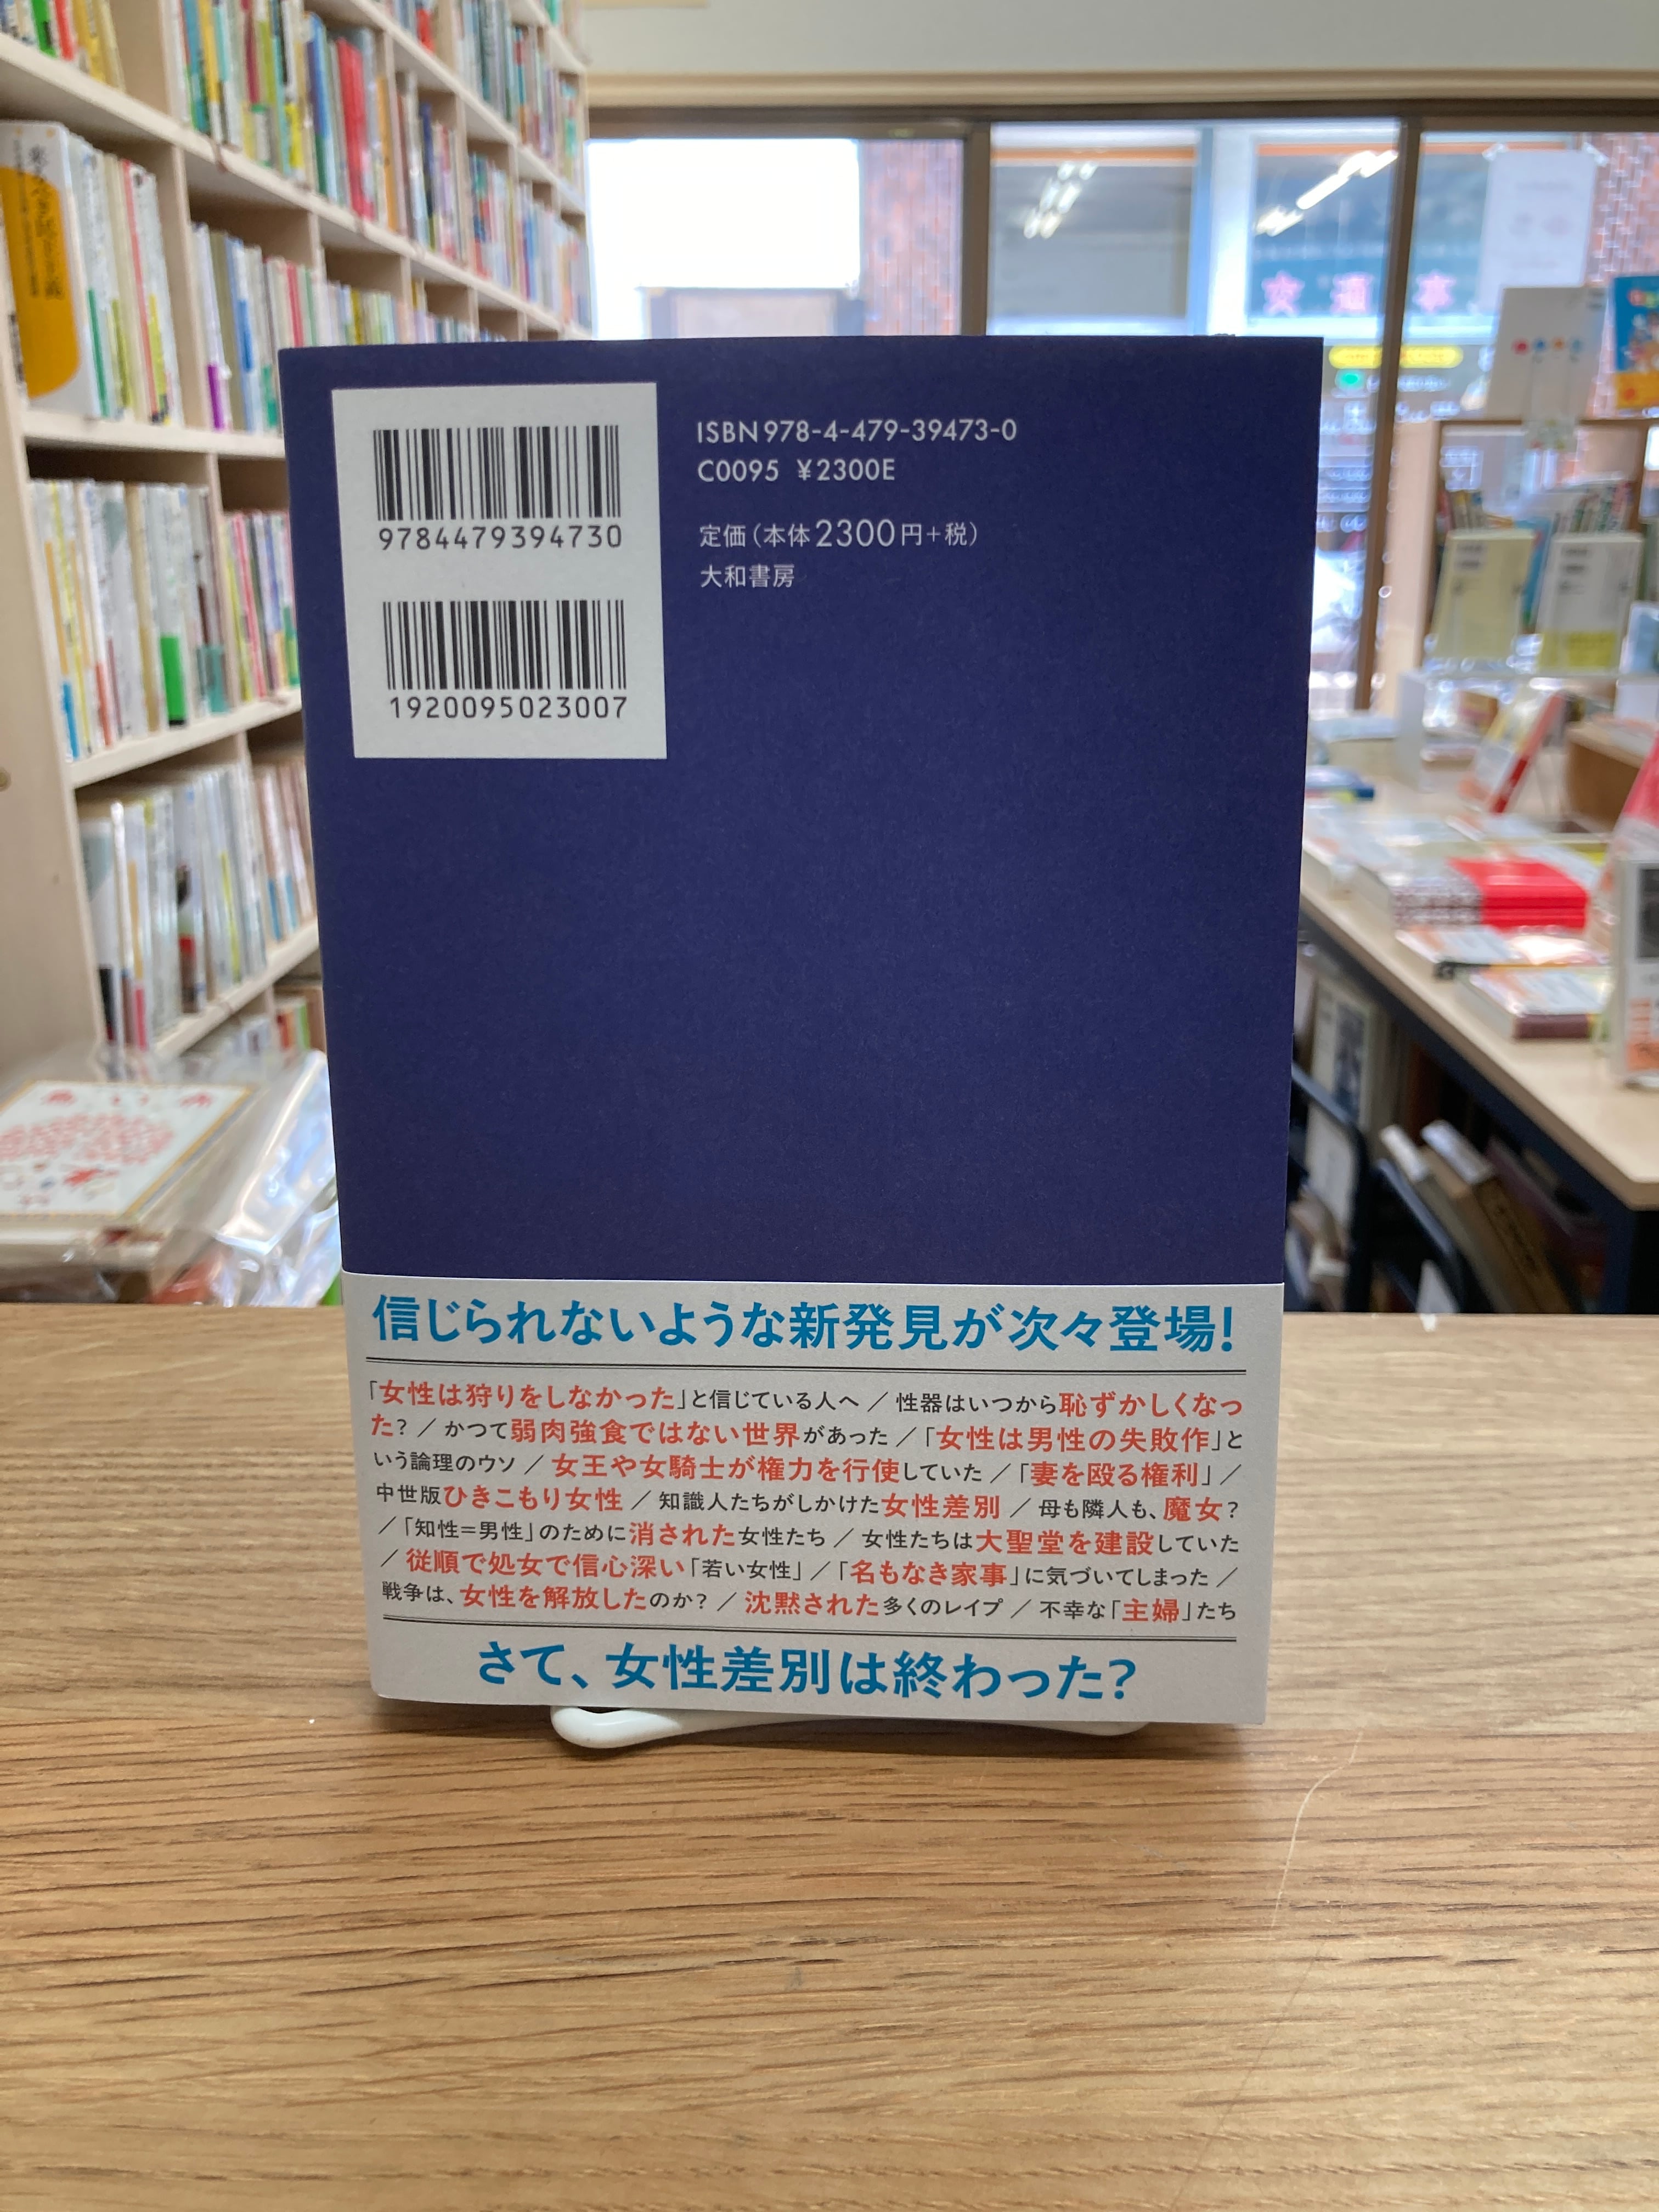 ISBN978-4-479-39473-0
C0095 ¥2300E
定価（本体2300円＋税）
大和書房
9784479394730
1920095023007
信じられないような新発見が次々登場！
「女性は狩りをしなかった」と信じている人へ ／ 性器はいつから恥ずかしくなっ
た？ ／ かつて弱肉強食ではない世界があった ／「女性は男性の失敗作」と
いう論理のウソ ／ 女王や女騎士が権力を行使していた ／「妻を殴る権利」／
中世版ひきこもり女性 ／ 知識人たちがしかけた女性差別 ／ 母も隣人も、魔女？
／「知性＝男性」のために消された女性たち ／ 女性たちは大聖堂を建設していた
／ 従順で処女で信心深い「若い女性」／「名もなき家事」に気づいてしまった ／
戦争は、女性を解放したのか？ ／ 沈黙された多くのレイプ ／ 不幸な「主婦」たち
さて、女性差別は終わった？